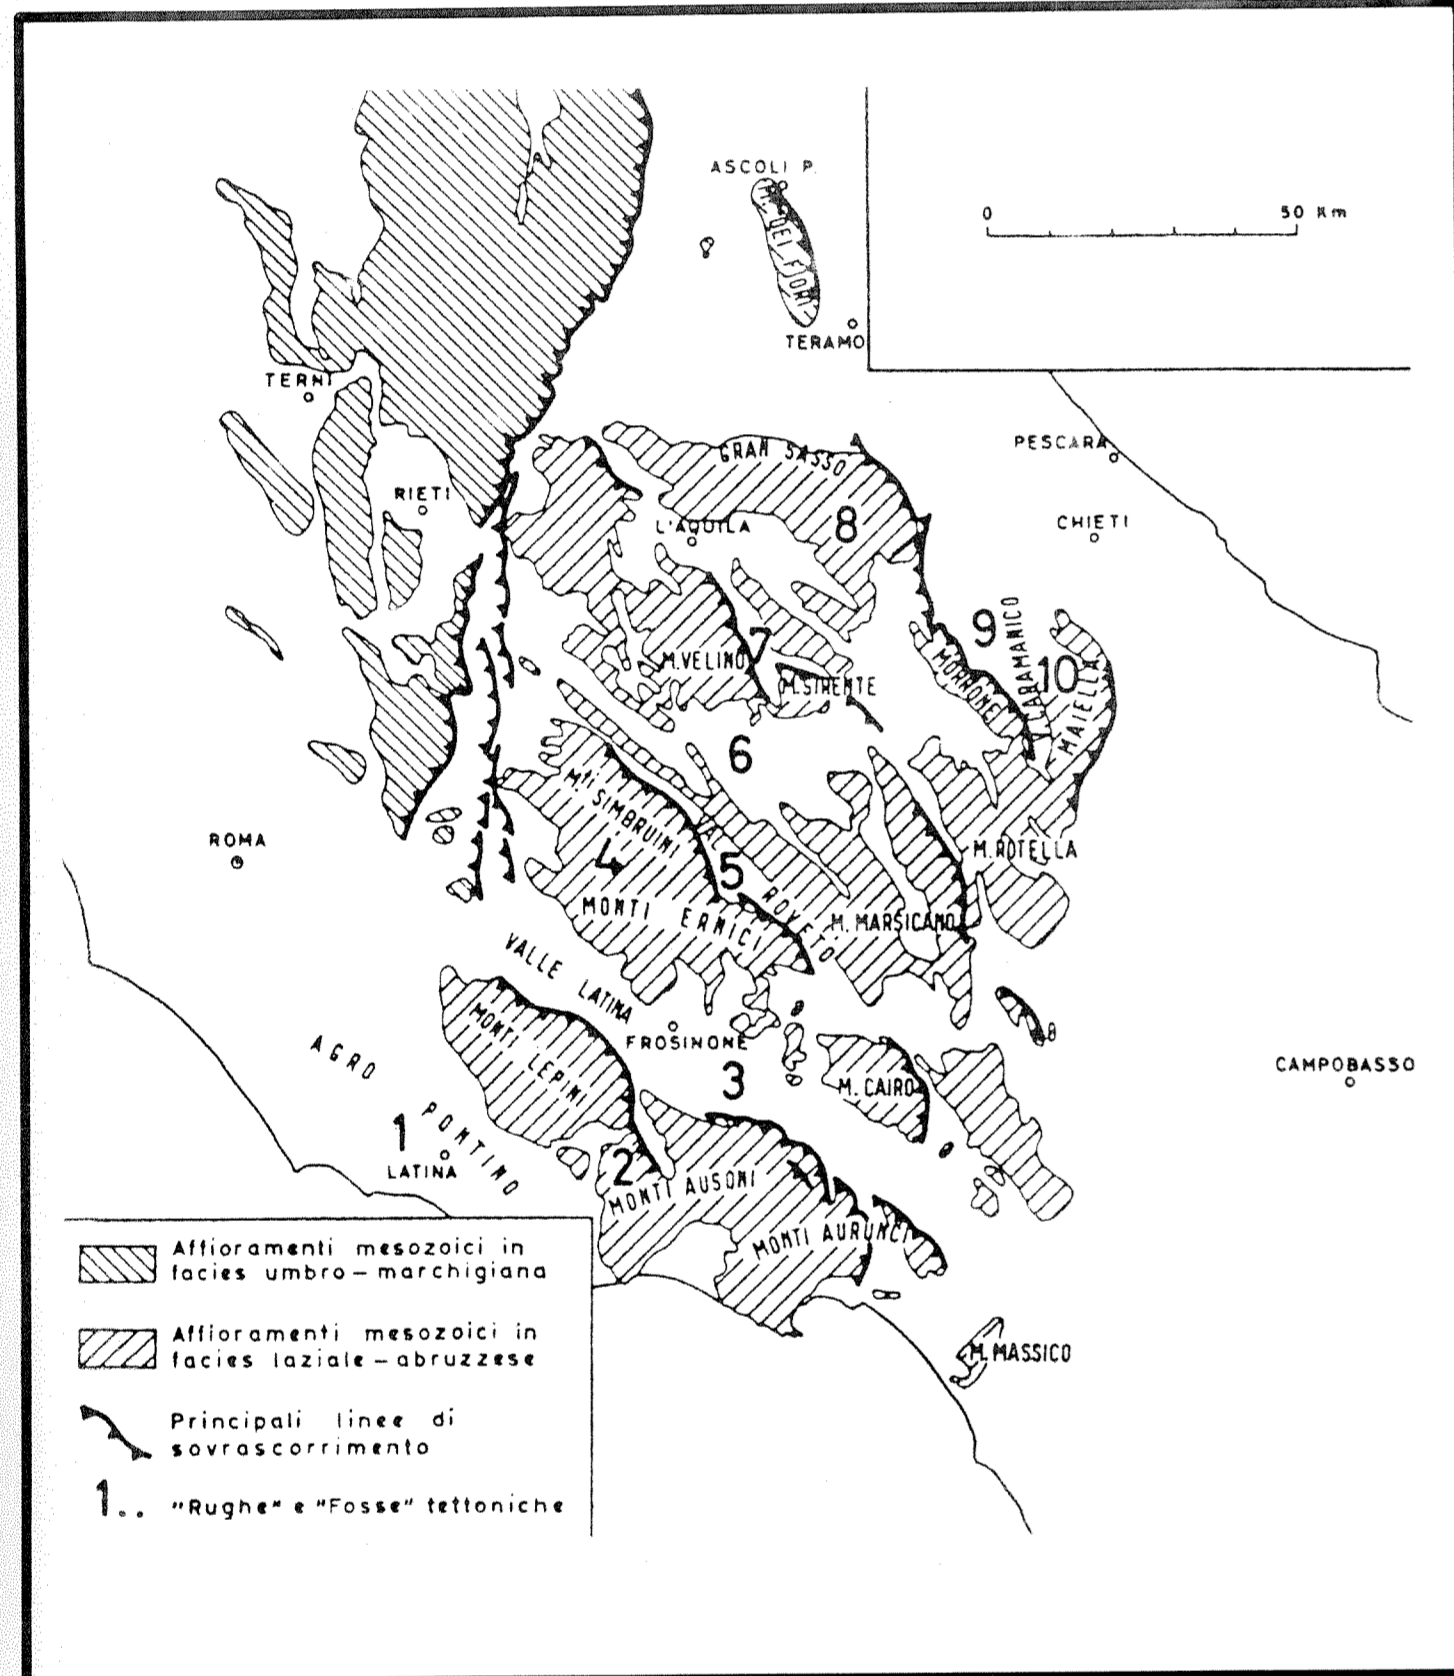 ASCOLI P.
M. DEI FIORI
0 50 Km
TERAMO
TERNI
PESCARA
GRAN SASSO
RIETI
L'AQUILA
8
CHIETI
9
V. CARAMANICO
10
7
M.VELINO
M.SIRENTE
MORRONE
MAIELLA
6
Mti SIMBRUINI
VAL ROVETO
ROMA
4
5
M. ROTELLA
MONTI ERNICI
M. MARSICANO
VALLE LATINA
MONTI LEPINI
FROSINONE
AGRO PONTINO
3
M. CAIRO
CAMPOBASSO
1
LATINA
2
MONTI AUSONI
MONTI AURUNCI
M. MASSICO
Affioramenti mesozoici in
facies umbro-marchigiana
Affioramenti mesozoici in
facies laziale-abruzzese
Principali linee di
sovrascorrimento
1.. "Rughe" e "Fosse" tettoniche